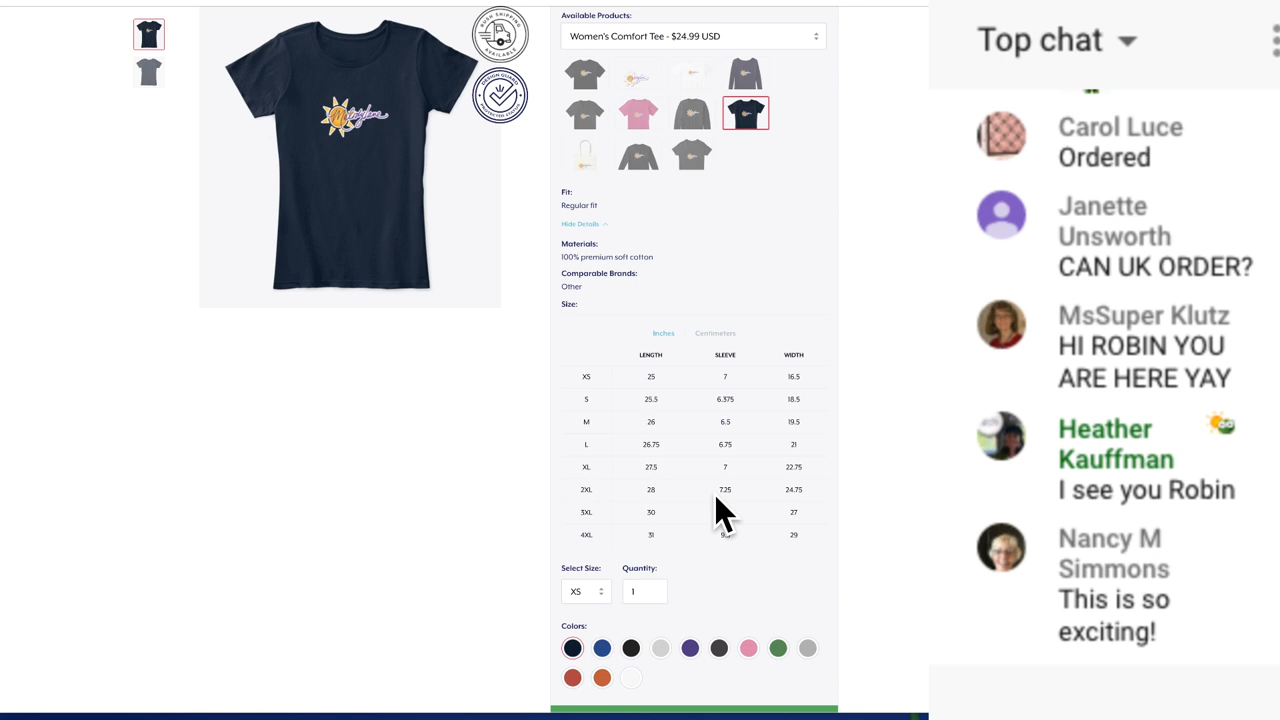 Available Products:
Women's Comfort Tee - $24.99 USD
RUSH SHIPPING
AVAILABLE
Fit:
Regular fit
Hide Details
Materials:
100% premium soft cotton
Comparable Brands:
Other
Size:
Inches Centimeters
LENGTH SLEEVE WIDTH
XS 25 7 16.5
S 25.5 6.375 18.5
M 26 6.5 19.5
L 26.75 6.75 21
XL 27.5 7 22.75
2XL 28 7.25 24.75
3XL 30 27
4XL 31 29
Select Size: Quantity:
XS 1
Colors:
Top chat
Carol Luce
Ordered
Janette
Unsworth
CAN UK ORDER?
MsSuper Klutz
HI ROBIN YOU
ARE HERE YAY
Heather
Kauffman
I see you Robin
Nancy M
Simmons
This is so
exciting!